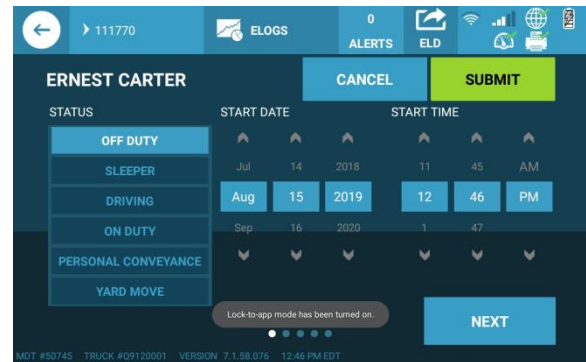 111770
ELOGS
0
ALERTS
ELD
ERNEST CARTER
CANCEL
SUBMIT
STATUS
START DATE
START TIME
OFF DUTY
SLEEPER
DRIVING
ON DUTY
PERSONAL CONVEYANCE
YARD MOVE
Jul 14 2018 11 45 AM
Aug 15 2019 12 46 PM
Sep 16 2020 1 47
Lock-to-app mode has been turned on.
NEXT
MDT #50745 TRUCK #Q9120001 VERSION 7.1.58.076 12:46 PM EDT